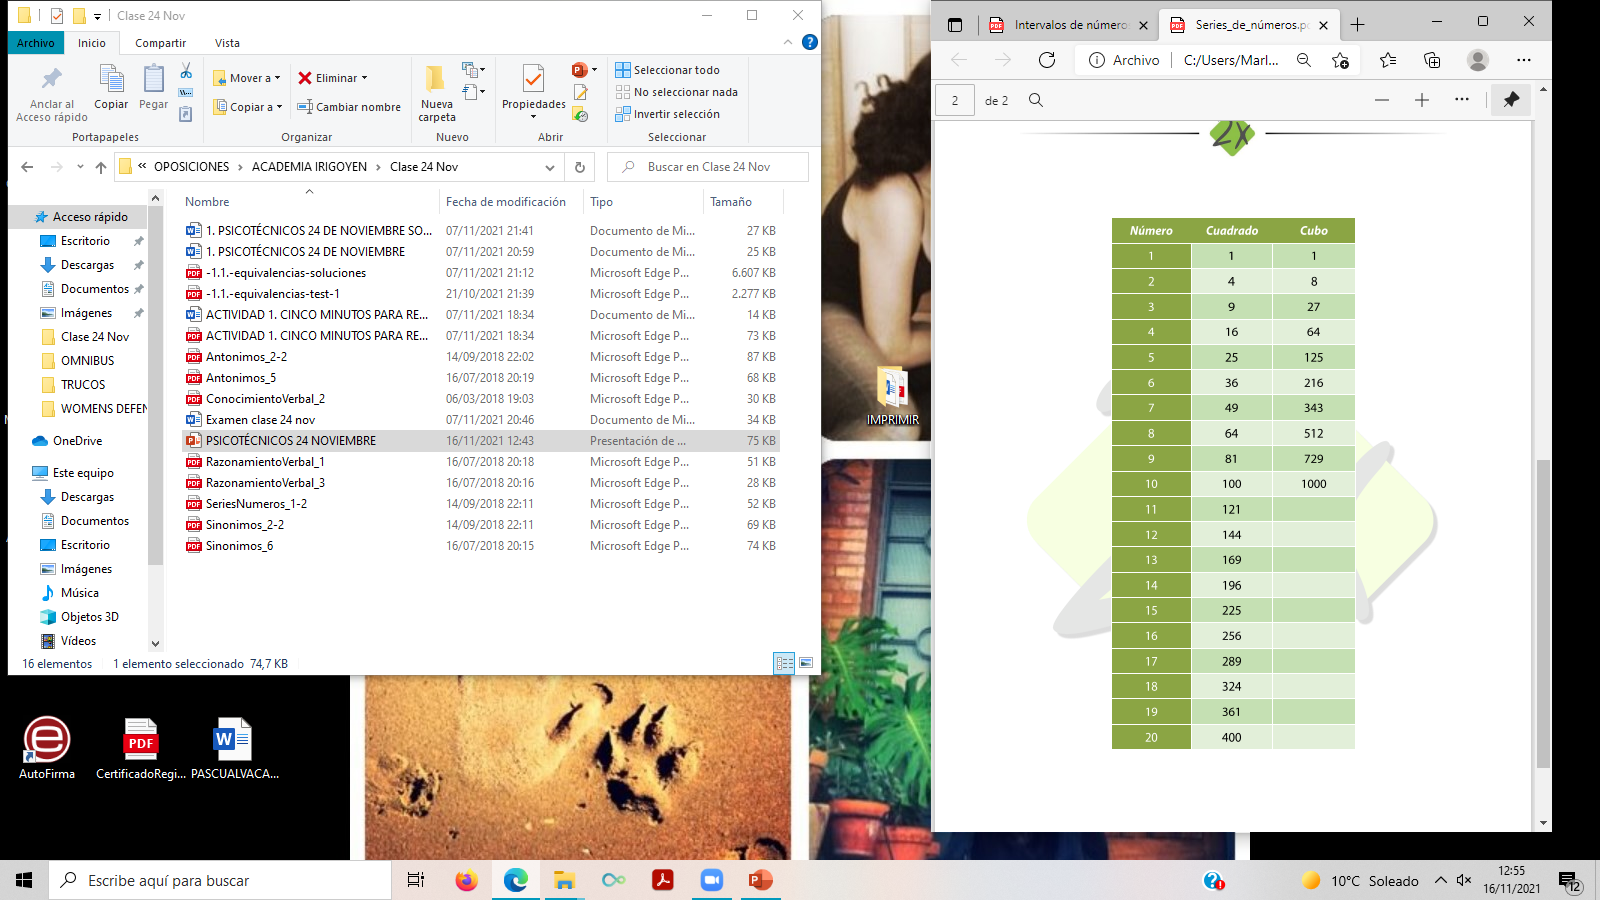 Clase 24 Nov
Archivo Inicio Compartir Vista
Anclar al Acceso rápido
Copiar
Pegar
Mover a
Copiar a
Eliminar
Cambiar nombre
Nueva carpeta
Propiedades
Seleccionar todo
No seleccionar nada
Invertir selección
Portapapeles Organizar Nuevo Abrir Seleccionar
« OPOSICIONES › ACADEMIA IRIGOYEN › Clase 24 Nov
Buscar en Clase 24 Nov
Acceso rápido
Escritorio
Descargas
Documentos
Imágenes
Clase 24 Nov
OMNIBUS
TRUCOS
WOMENS DEFEN
OneDrive
Este equipo
Descargas
Documentos
Escritorio
Imágenes
Música
Objetos 3D
Vídeos
Nombre Fecha de modificación Tipo Tamaño
1. PSICOTÉCNICOS 24 DE NOVIEMBRE SO... 07/11/2021 21:41 Documento de Mi... 27 KB
1. PSICOTÉCNICOS 24 DE NOVIEMBRE 07/11/2021 20:59 Documento de Mi... 25 KB
-1.1.-equivalencias-soluciones 07/11/2021 21:12 Microsoft Edge P... 6.607 KB
-1.1.-equivalencias-test-1 21/10/2021 21:39 Microsoft Edge P... 2.277 KB
ACTIVIDAD 1. CINCO MINUTOS PARA RE... 07/11/2021 18:34 Documento de Mi... 14 KB
ACTIVIDAD 1. CINCO MINUTOS PARA RE... 07/11/2021 18:34 Microsoft Edge P... 73 KB
Antonimos_2-2 14/09/2018 22:02 Microsoft Edge P... 87 KB
Antonimos_5 16/07/2018 20:19 Microsoft Edge P... 68 KB
ConocimientoVerbal_2 06/03/2018 19:03 Microsoft Edge P... 30 KB
Examen clase 24 nov 07/11/2021 20:46 Documento de Mi... 34 KB
PSICOTÉCNICOS 24 NOVIEMBRE 16/11/2021 12:43 Presentación de ... 75 KB
RazonamientoVerbal_1 16/07/2018 20:18 Microsoft Edge P... 51 KB
RazonamientoVerbal_3 16/07/2018 20:16 Microsoft Edge P... 28 KB
SeriesNumeros_1-2 14/09/2018 22:11 Microsoft Edge P... 52 KB
Sinonimos_2-2 14/09/2018 22:11 Microsoft Edge P... 69 KB
Sinonimos_6 16/07/2018 20:15 Microsoft Edge P... 74 KB
16 elementos 1 elemento seleccionado 74,7 KB
IMPRIMIR
AutoFirma
CertificadoRegi...
PASCUALVACA...
Intervalos de número
Series_de_números.p
Archivo C:/Users/Marl
2 de 2
2X
Número Cuadrado Cubo
1 1 1
2 4 8
3 9 27
4 16 64
5 25 125
6 36 216
7 49 343
8 64 512
9 81 729
10 100 1000
11 121
12 144
13 169
14 196
15 225
16 256
17 289
18 324
19 361
20 400
Escribe aquí para buscar
10°C Soleado
12:55
16/11/2021
12